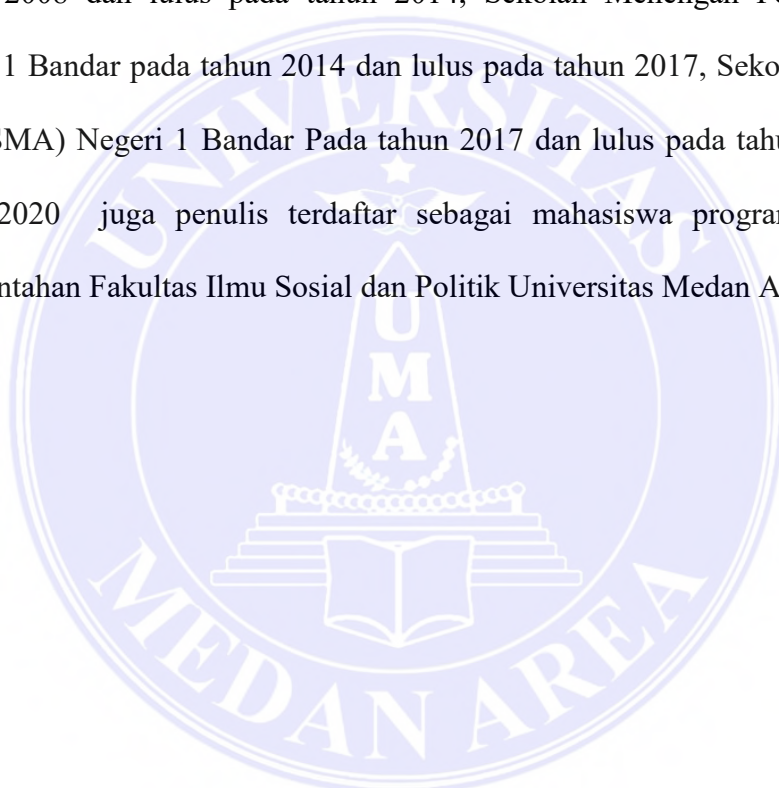 2008 dan lulus pada tahun 2014, Sekolah Menengah
1 Bandar pada tahun 2014 dan lulus pada tahun 2017, Seko
SMA) Negeri 1 Bandar Pada tahun 2017 dan lulus pada tahu
2020 juga penulis terdaftar sebagai mahasiswa program
ntahan Fakultas Ilmu Sosial dan Politik Universitas Medan A
UNIVERSITAS
U
M
A
MEDAN AREA